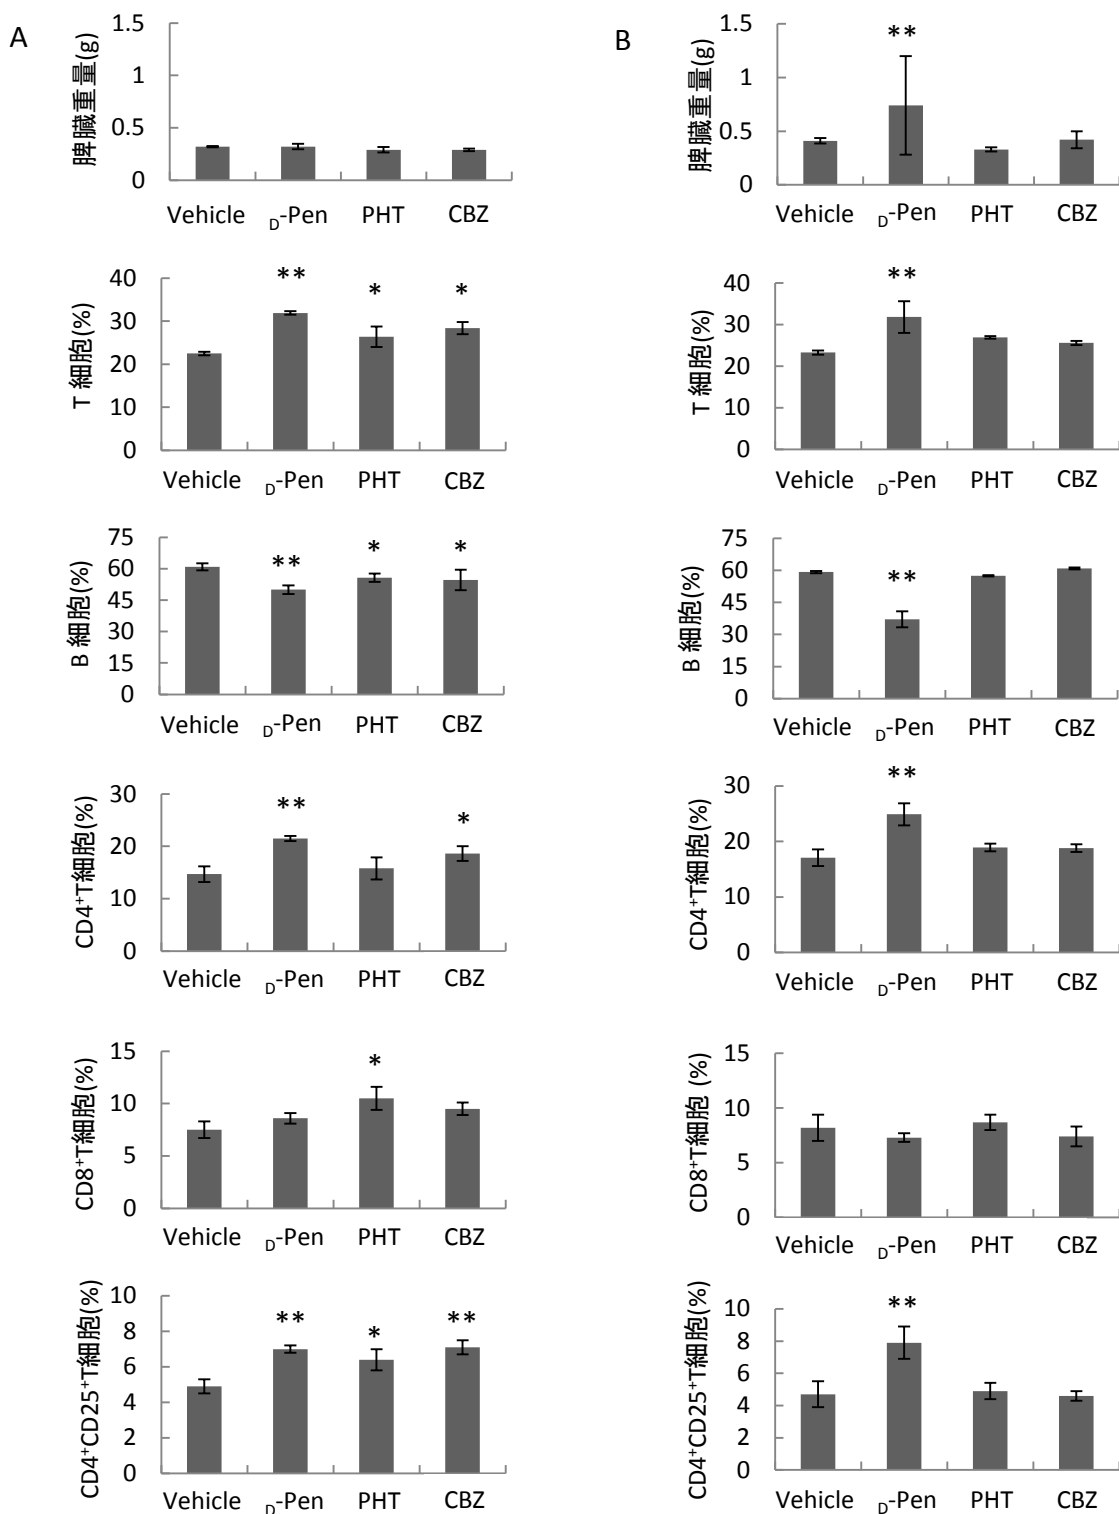 A
脾臓重量(g)
1.5
1
0.5
0
Vehicle D-Pen PHT CBZ
T 細胞(%)
40
30
20
10
0
** * *
Vehicle D-Pen PHT CBZ
B 細胞(%)
75
60
45
30
15
0
** * *
Vehicle D-Pen PHT CBZ
CD4+T細胞(%)
30
20
10
0
** *
Vehicle D-Pen PHT CBZ
CD8+T細胞(%)
15
10
5
0
*
Vehicle D-Pen PHT CBZ
CD4+CD25+T細胞(%)
10
8
6
4
2
0
** * **
Vehicle D-Pen PHT CBZ
B
脾臓重量(g)
1.5
1
0.5
0
**
Vehicle D-Pen PHT CBZ
T 細胞(%)
40
30
20
10
0
**
Vehicle D-Pen PHT CBZ
B 細胞(%)
75
60
45
30
15
0
**
Vehicle D-Pen PHT CBZ
CD4+T細胞(%)
30
20
10
0
**
Vehicle D-Pen PHT CBZ
CD8+T細胞 (%)
15
10
5
0
Vehicle D-Pen PHT CBZ
CD4+CD25+T細胞(%)
10
8
6
4
2
0
**
Vehicle D-Pen PHT CBZ